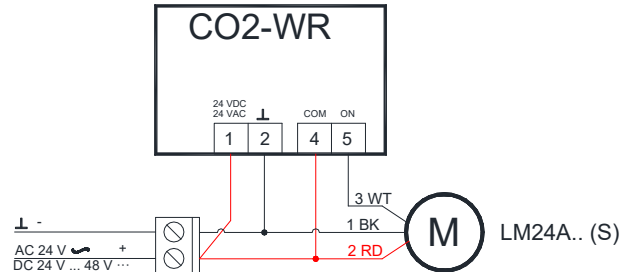 CO2-WR
24 VDC
24 VAC ⊥ COM ON
1 2 4 5
3 WT
⊥ - 1 BK M LM24A.. (S)
AC 24 V ~ + 2 RD
DC 24 V ... 48 V ⋯